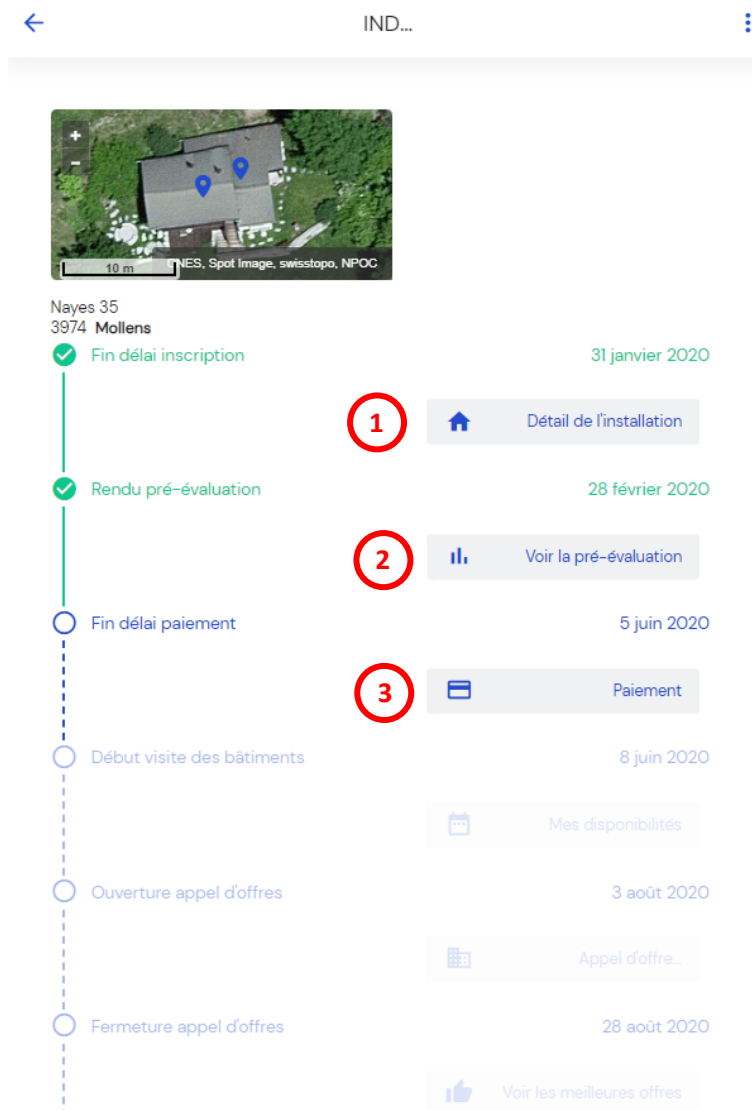 IND...
+
-
10 m
CNES, Spot Image, swisstopo, NPOC
Nayes 35
3974 Mollens
Fin délai inscription 31 janvier 2020
1 Détail de l'installation
Rendu pré-évaluation 28 février 2020
2 Voir la pré-évaluation
Fin délai paiement 5 juin 2020
3 Paiement
Début visite des bâtiments 8 juin 2020
Mes disponibilités
Ouverture appel d'offres 3 août 2020
Appel d'offre...
Fermeture appel d'offres 28 août 2020
Voir les meilleures offres